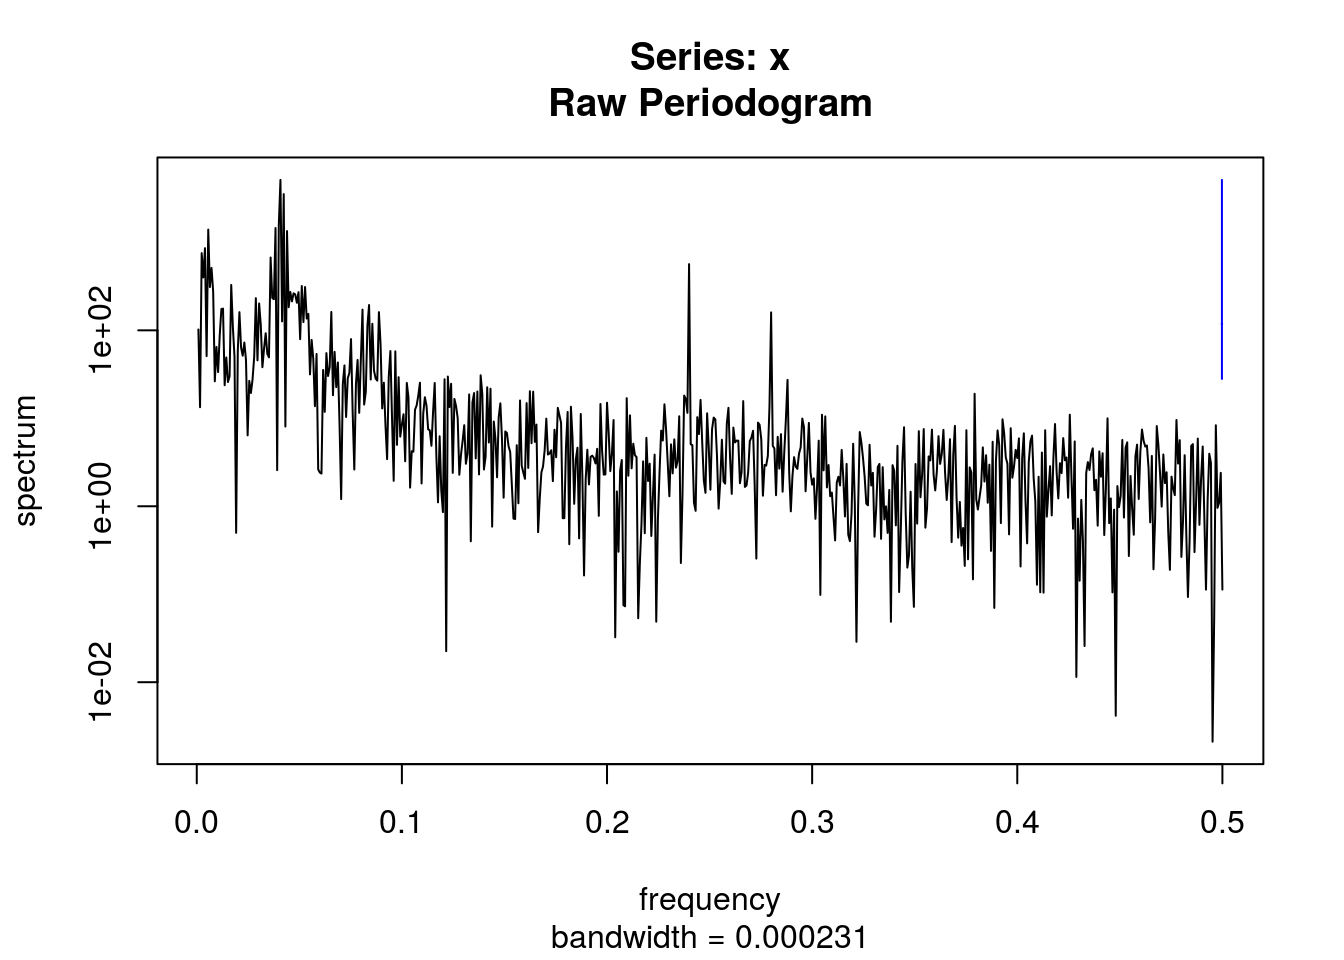 Series: x
Raw Periodogram
spectrum
1e+02
1e+00
1e-02
0.0 0.1 0.2 0.3 0.4 0.5
frequency
bandwidth = 0.000231